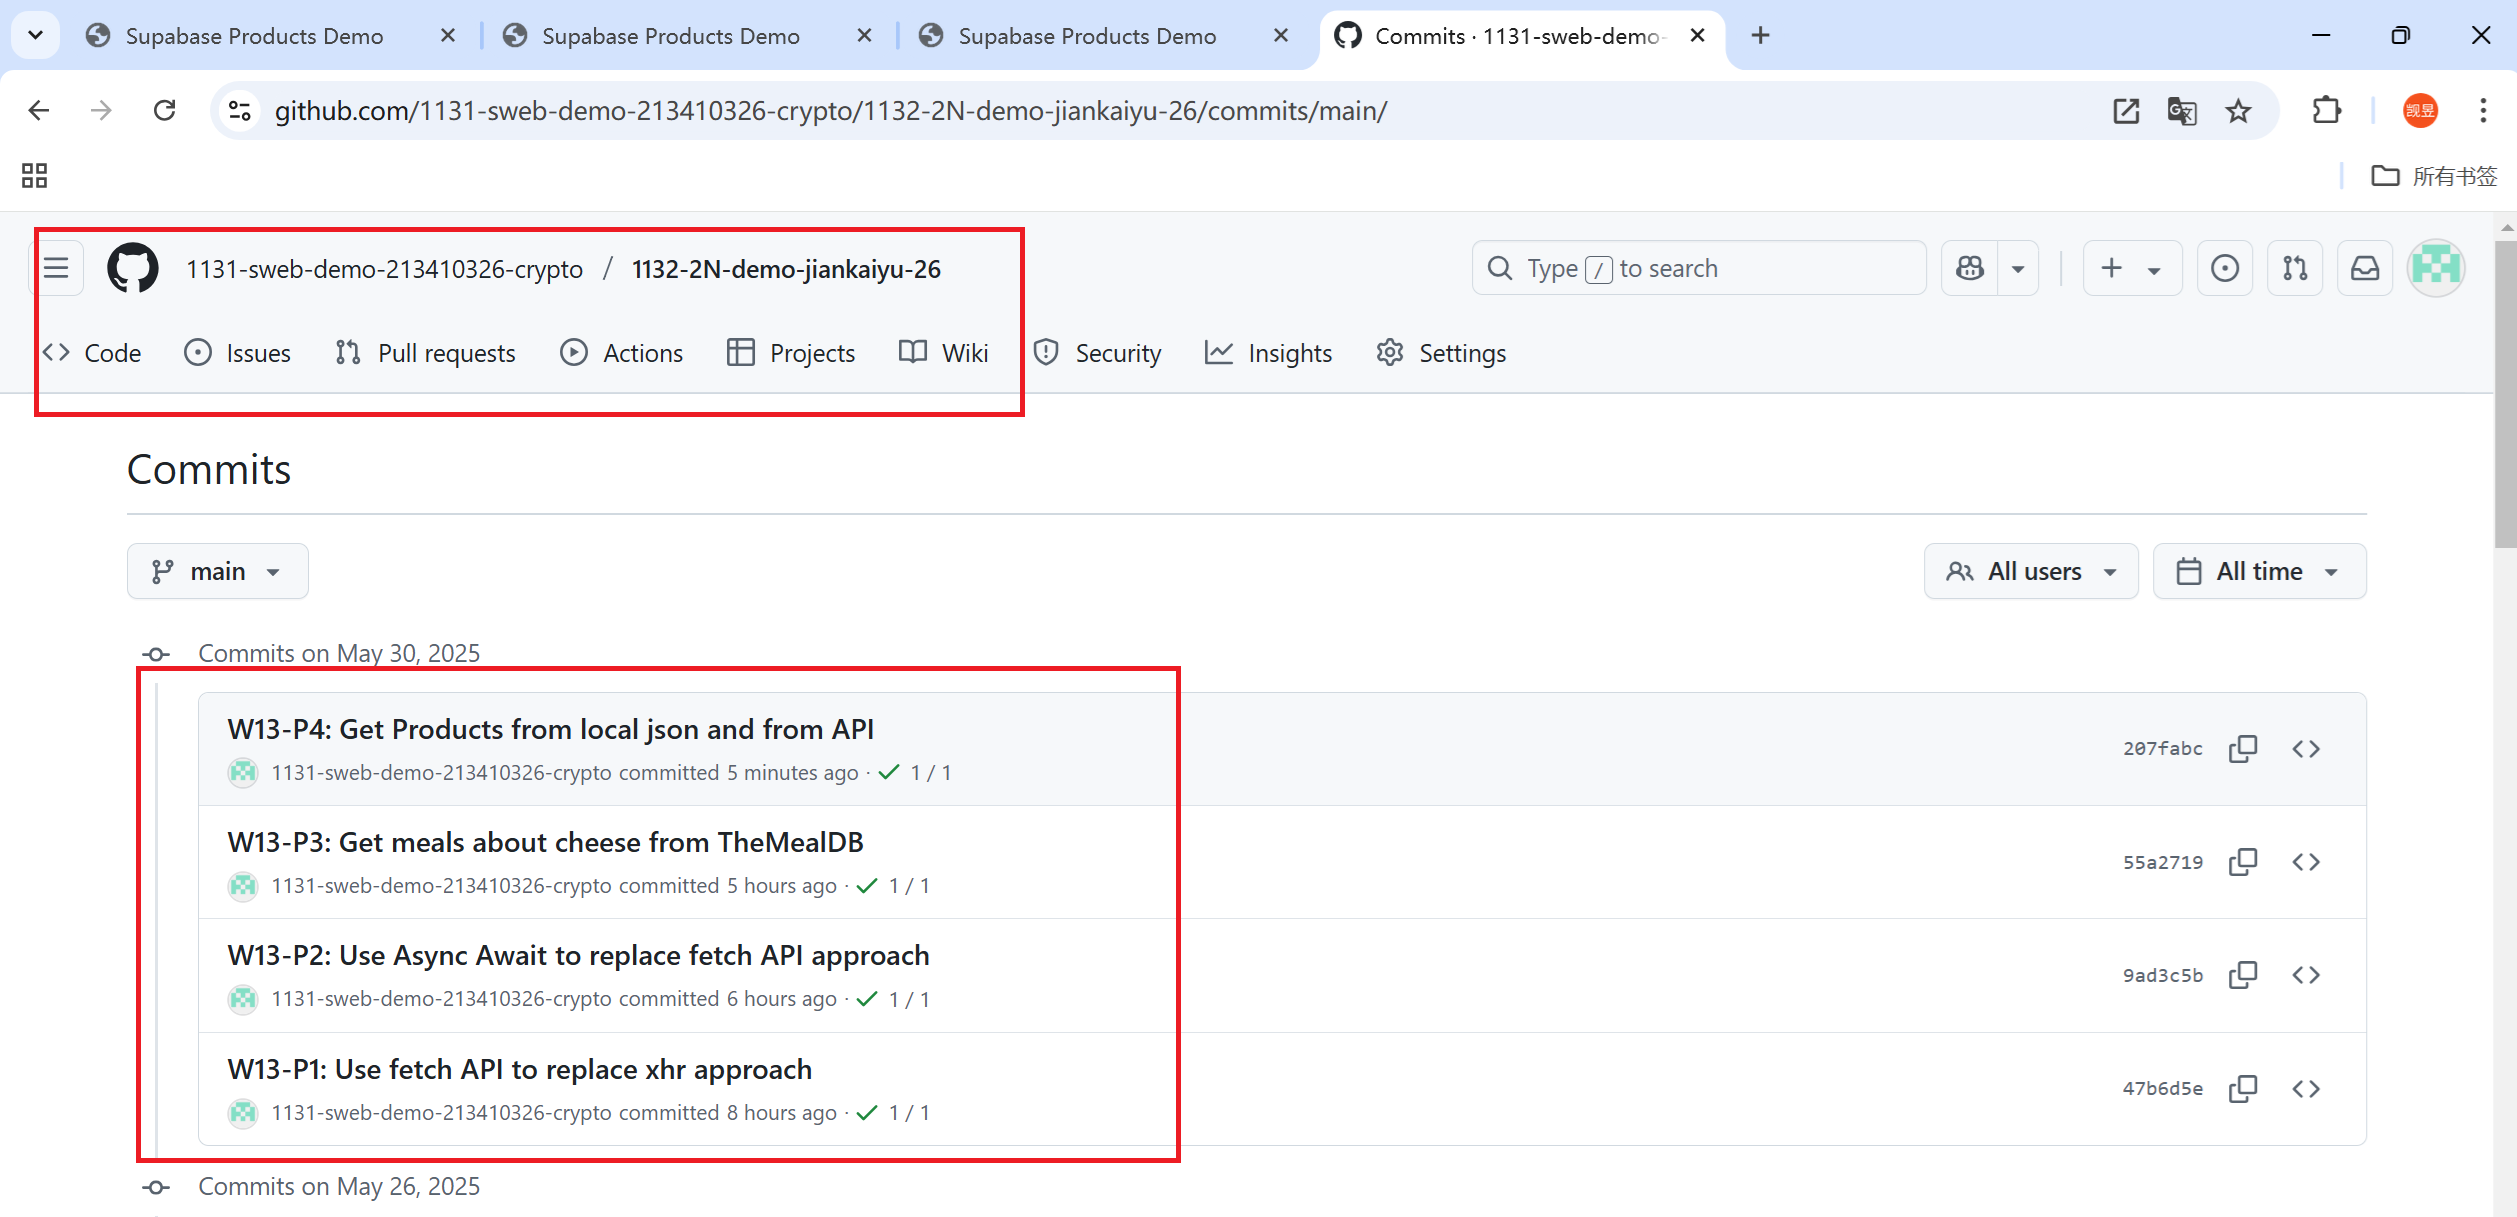 Supabase Products Demo
Supabase Products Demo
Supabase Products Demo
Commits · 1131-sweb-demo-
github.com/1131-sweb-demo-213410326-crypto/1132-2N-demo-jiankaiyu-26/commits/main/
觊昱
所有书签
1131-sweb-demo-213410326-crypto / 1132-2N-demo-jiankaiyu-26
Type / to search
Code Issues Pull requests Actions Projects Wiki Security Insights Settings
Commits
main
All users
All time
Commits on May 30, 2025
W13-P4: Get Products from local json and from API
1131-sweb-demo-213410326-crypto committed 5 minutes ago · 1 / 1
207fabc
W13-P3: Get meals about cheese from TheMealDB
1131-sweb-demo-213410326-crypto committed 5 hours ago · 1 / 1
55a2719
W13-P2: Use Async Await to replace fetch API approach
1131-sweb-demo-213410326-crypto committed 6 hours ago · 1 / 1
9ad3c5b
W13-P1: Use fetch API to replace xhr approach
1131-sweb-demo-213410326-crypto committed 8 hours ago · 1 / 1
47b6d5e
Commits on May 26, 2025